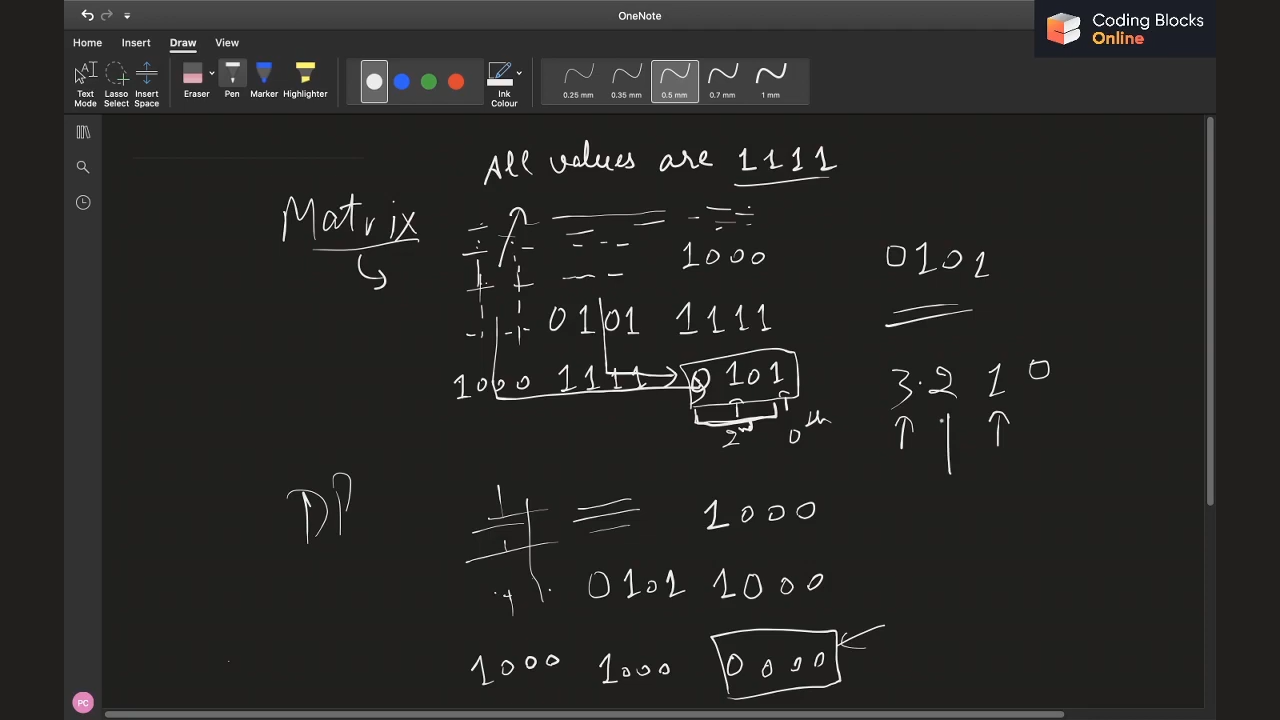 OneNote
Coding Blocks
Online
Home Insert Draw View
Text Mode Lasso Select Insert Space Eraser Pen Marker Highlighter Ink Colour 0.25 mm 0.35 mm 0.5 mm 0.7 mm 1 mm
All values are 1111
Matrix
1000
0101
0101 1111
1000 1111 0101
3 2 1 0
2nd 0th
DP
1000
0101 1000
1000 1000 0000
PC